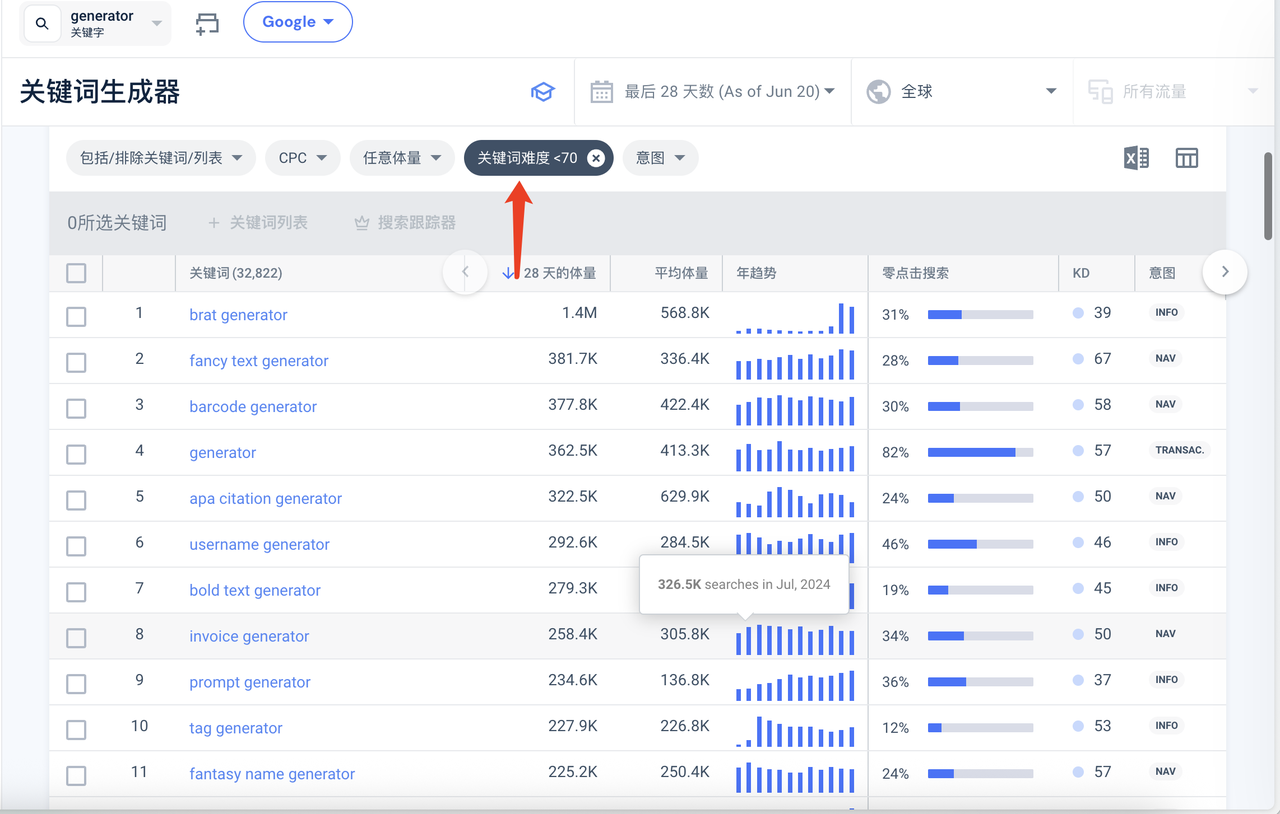 generator
关键字
Google
关键词生成器
最后 28 天数 (As of Jun 20)
全球
所有流量
包括/排除关键词/列表
CPC
任意体量
关键词难度 <70
意图
0所选关键词
+ 关键词列表
搜索跟踪器
关键词 (32,822) 28 天的体量 平均体量 年趋势 零点击搜索 KD 意图
1 brat generator 1.4M 568.8K 31% 39 INFO
2 fancy text generator 381.7K 336.4K 28% 67 NAV
3 barcode generator 377.8K 422.4K 30% 58 NAV
4 generator 362.5K 413.3K 82% 57 TRANSAC.
5 apa citation generator 322.5K 629.9K 24% 50 NAV
6 username generator 292.6K 284.5K 46% 46 INFO
7 bold text generator 279.3K 19% 45 INFO
326.5K searches in Jul, 2024
8 invoice generator 258.4K 305.8K 34% 50 NAV
9 prompt generator 234.6K 136.8K 36% 37 INFO
10 tag generator 227.9K 226.8K 12% 53 INFO
11 fantasy name generator 225.2K 250.4K 24% 57 NAV